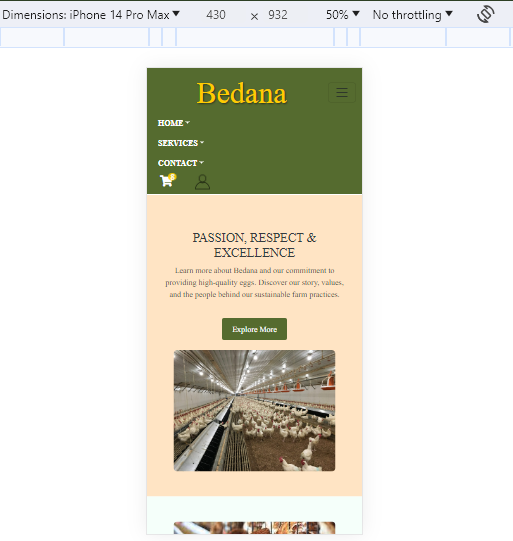 Dimensions: iPhone 14 Pro Max 430 × 932 50% No throttling
Bedana
HOME
SERVICES
CONTACT
PASSION, RESPECT &
EXCELLENCE
Learn more about Bedana and our commitment to
providing high-quality eggs. Discover our story, values,
and the people behind our sustainable farm practices.
Explore More